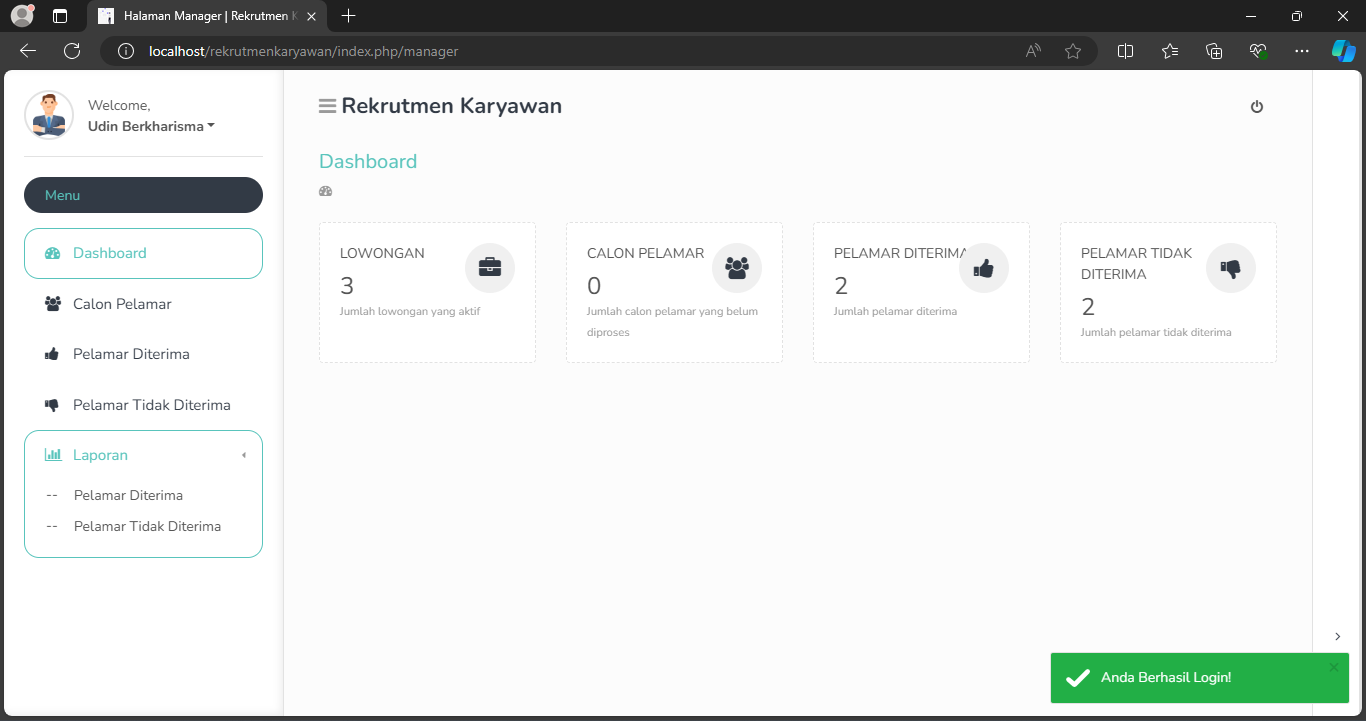 Halaman Manager | Rekrutmen K
localhost/rekrutmenkaryawan/index.php/manager
Welcome,
Udin Berkharisma
Menu
Dashboard
Calon Pelamar
Pelamar Diterima
Pelamar Tidak Diterima
Laporan
-- Pelamar Diterima
-- Pelamar Tidak Diterima
Rekrutmen Karyawan
Dashboard
LOWONGAN
3
Jumlah lowongan yang aktif
CALON PELAMAR
0
Jumlah calon pelamar yang belum
diproses
PELAMAR DITERIMA
2
Jumlah pelamar diterima
PELAMAR TIDAK
DITERIMA
2
Jumlah pelamar tidak diterima
Anda Berhasil Login!